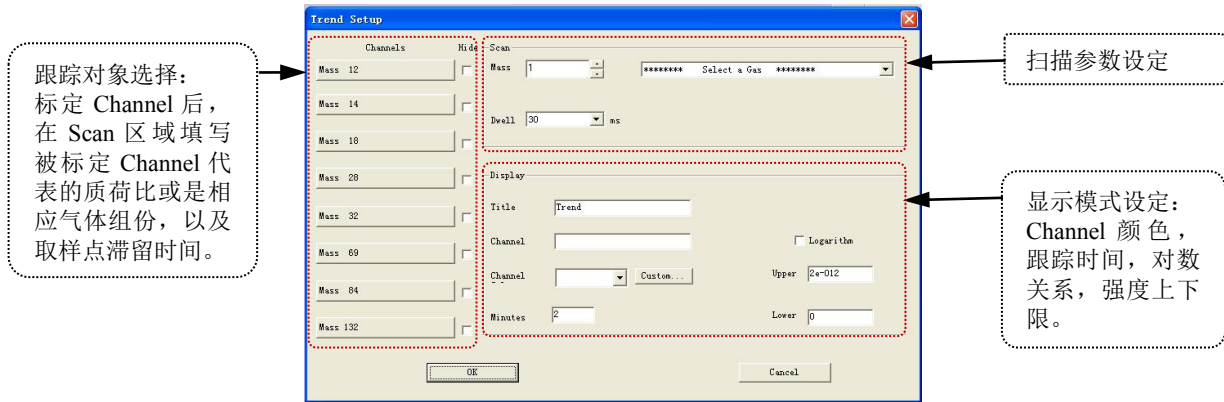 Trend Setup
跟踪对象选择：
标定 Channel 后，
在 Scan 区域填写
被标定 Channel 代
表的质荷比或是相
应气体组份，以及
取样点滞留时间。
Channels
Hide
Mass 12
Mass 14
Mass 18
Mass 28
Mass 32
Mass 69
Mass 84
Mass 132
Scan
Mass 1
******** Select a Gas ********
Dwell 30 ms
Display
Title Trend
Channel
Logarithm
Channel
Custom...
Upper 2e-012
Minutes 2
Lower 0
OK
Cancel
扫描参数设定
显示模式设定：
Channel 颜色，
跟踪时间，对数
关系，强度上下
限。